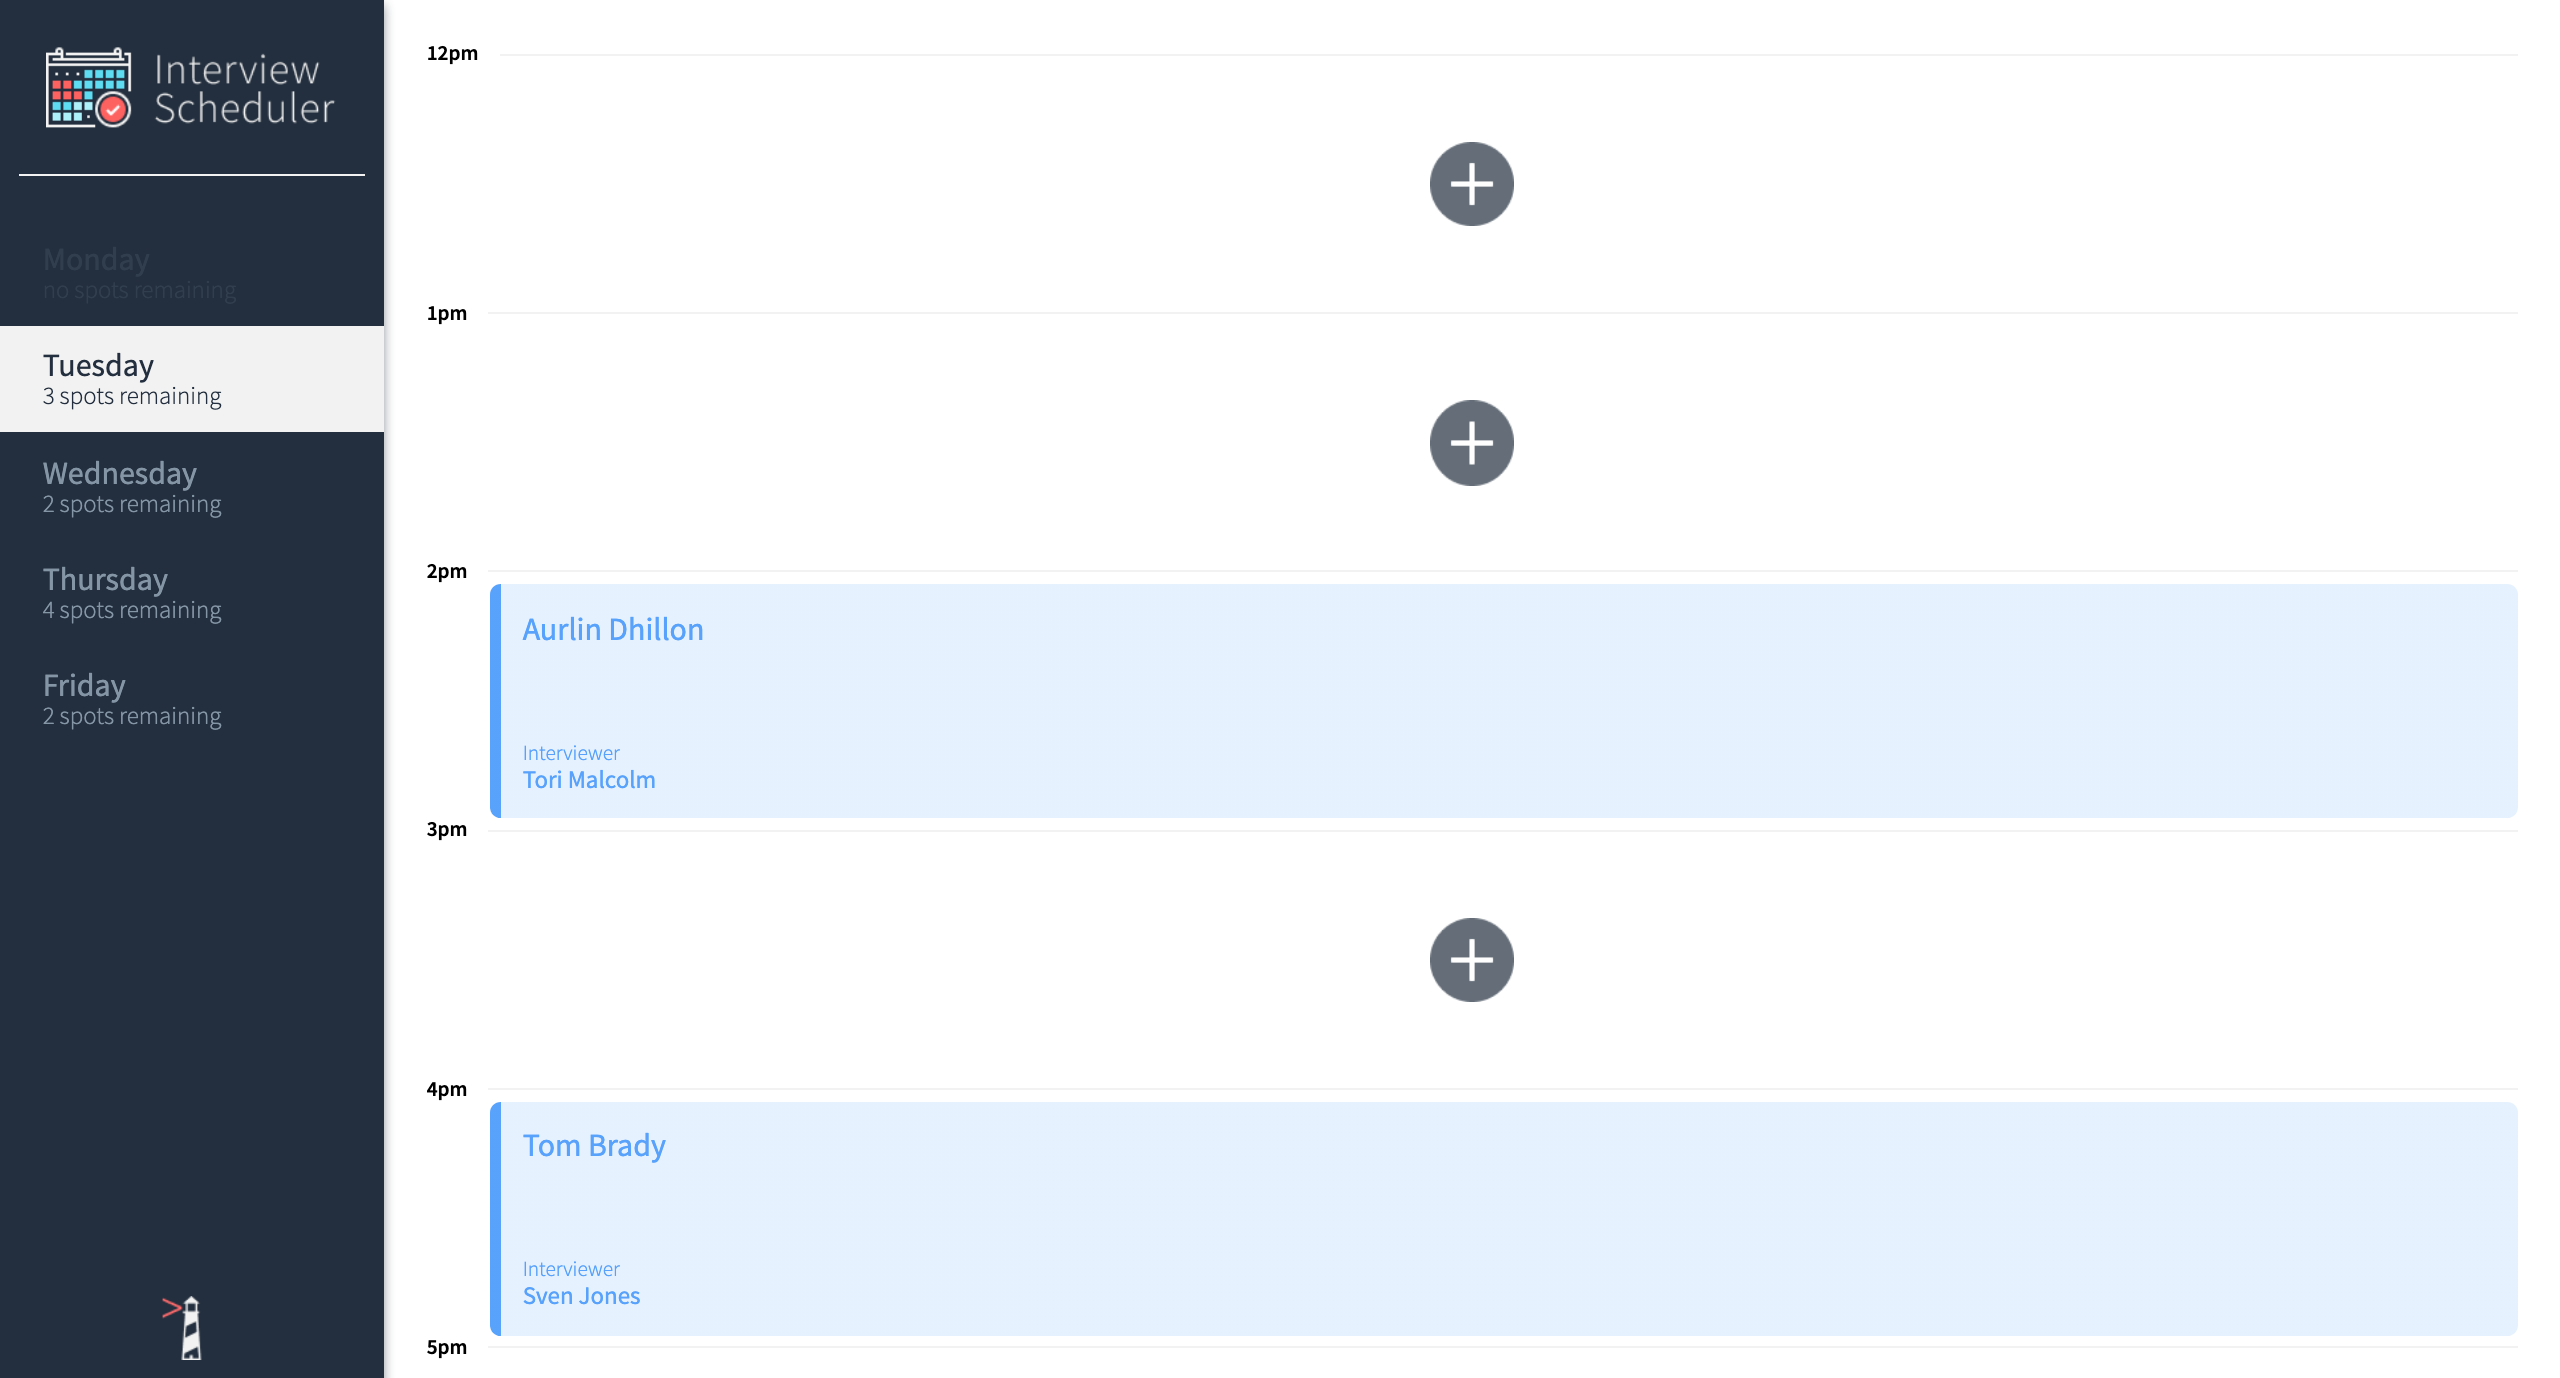 Interview
Scheduler
Monday
no spots remaining
Tuesday
3 spots remaining
Wednesday
2 spots remaining
Thursday
4 spots remaining
Friday
2 spots remaining
12pm
1pm
2pm
Aurlin Dhillon
Interviewer
Tori Malcolm
3pm
4pm
Tom Brady
Interviewer
Sven Jones
5pm